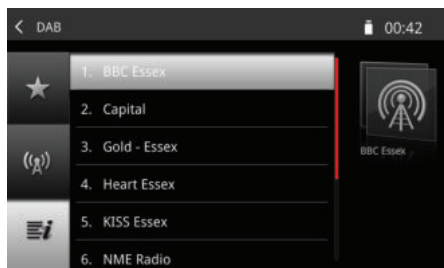 DAB
00:42
1. BBC Essex
2. Capital
3. Gold - Essex
4. Heart Essex
5. KISS Essex
6. NME Radio
BBC Essex